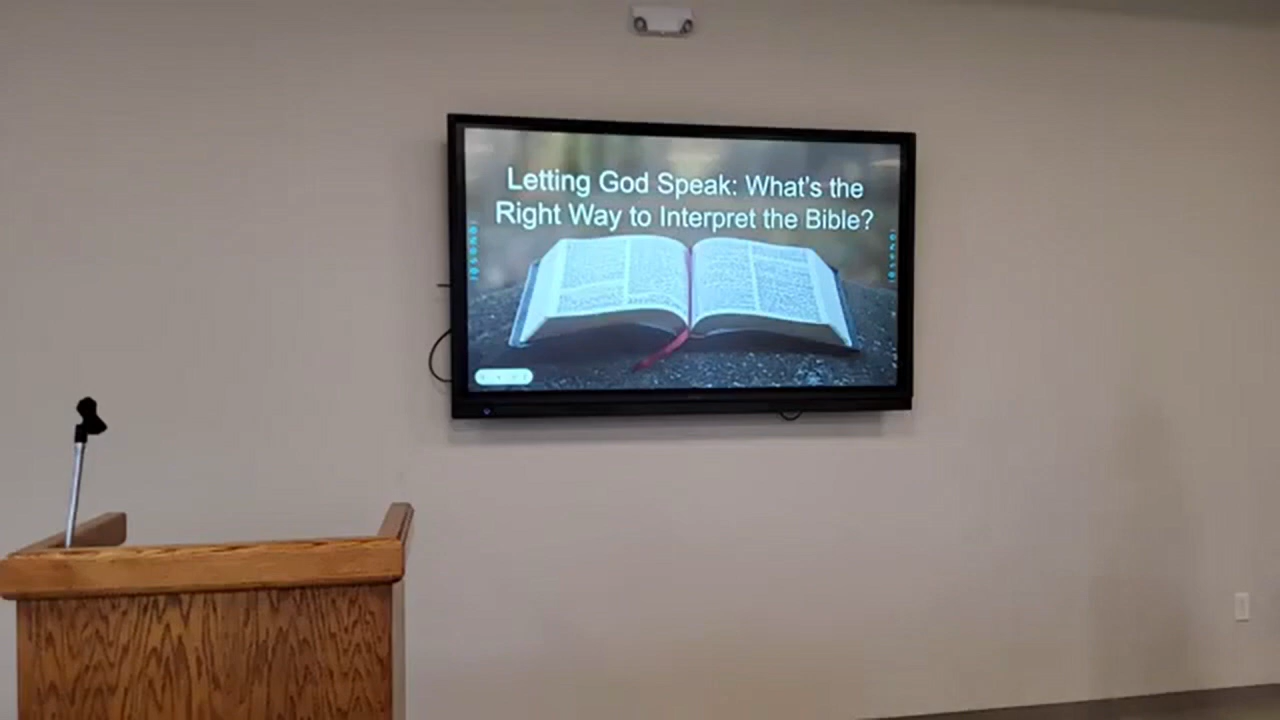 Letting God Speak: What's the
Right Way to Interpret the Bible?